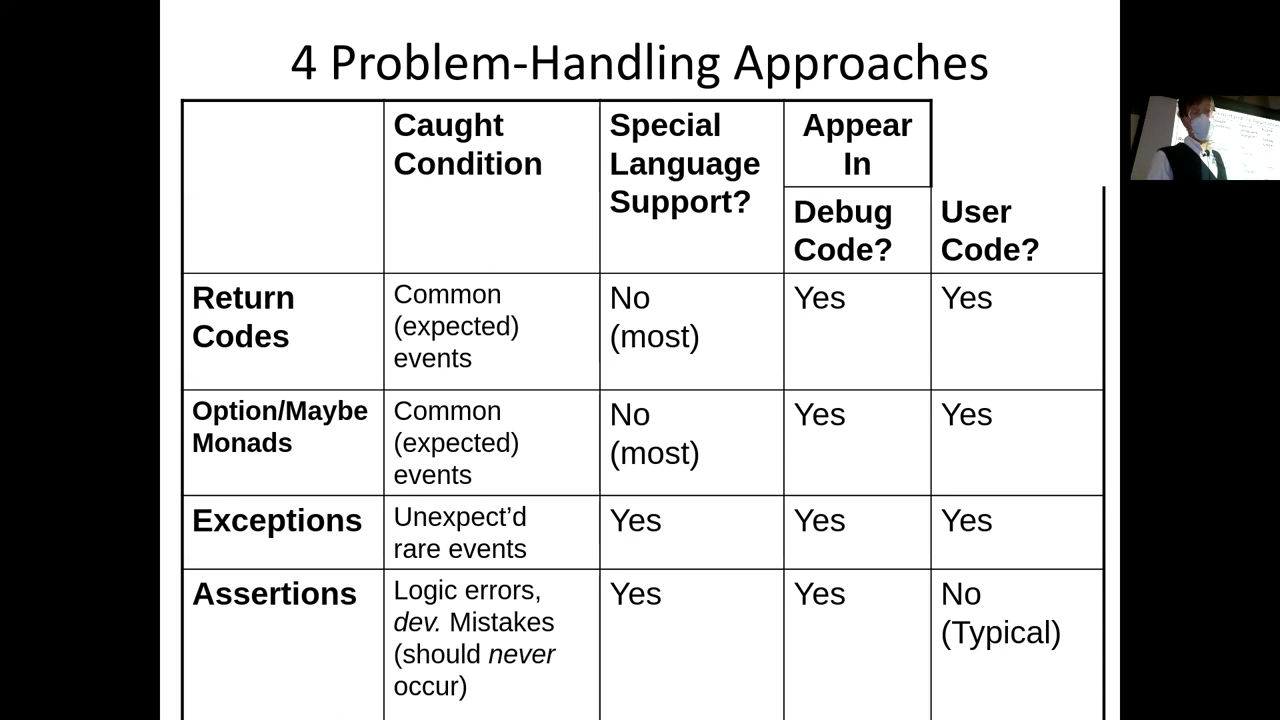 4 Problem-Handling Approaches
Caught
Condition
Special
Language
Support?
Appear
In
Debug
Code?
User
Code?
Return
Codes
Common
(expected)
events
No
(most)
Yes
Yes
Option/Maybe
Monads
Common
(expected)
events
No
(most)
Yes
Yes
Exceptions
Unexpect’d
rare events
Yes
Yes
Yes
Assertions
Logic errors,
dev. Mistakes
(should never
occur)
Yes
Yes
No
(Typical)